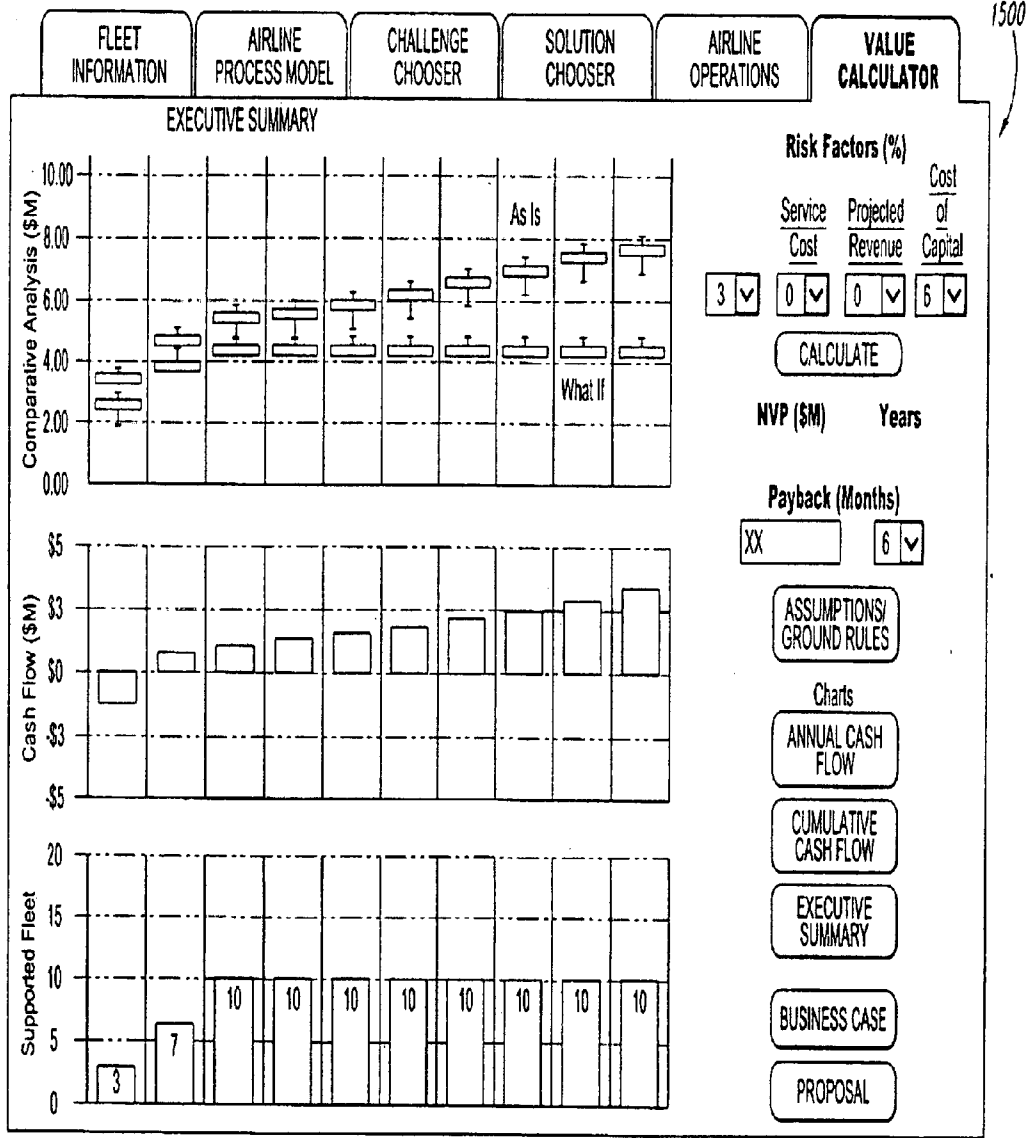 1500
FLEET
INFORMATION
AIRLINE
PROCESS MODEL
CHALLENGE
CHOOSER
SOLUTION
CHOOSER
AIRLINE
OPERATIONS
VALUE
CALCULATOR
EXECUTIVE SUMMARY
Comparative Analysis ($M)
10.00
8.00
6.00
4.00
2.00
0.00
As Is
What If
Cash Flow ($M)
$5
$3
$0
-$3
-$5
Supported Fleet
20
15
10
5
0
3
7
10
10
10
10
10
10
10
10
Risk Factors (%)
Service
Cost
Projected
Revenue
Cost
of
Capital
3
0
0
6
CALCULATE
NVP ($M)
Years
Payback (Months)
XX
6
ASSUMPTIONS/
GROUND RULES
Charts
ANNUAL CASH
FLOW
CUMULATIVE
CASH FLOW
EXECUTIVE
SUMMARY
BUSINESS CASE
PROPOSAL